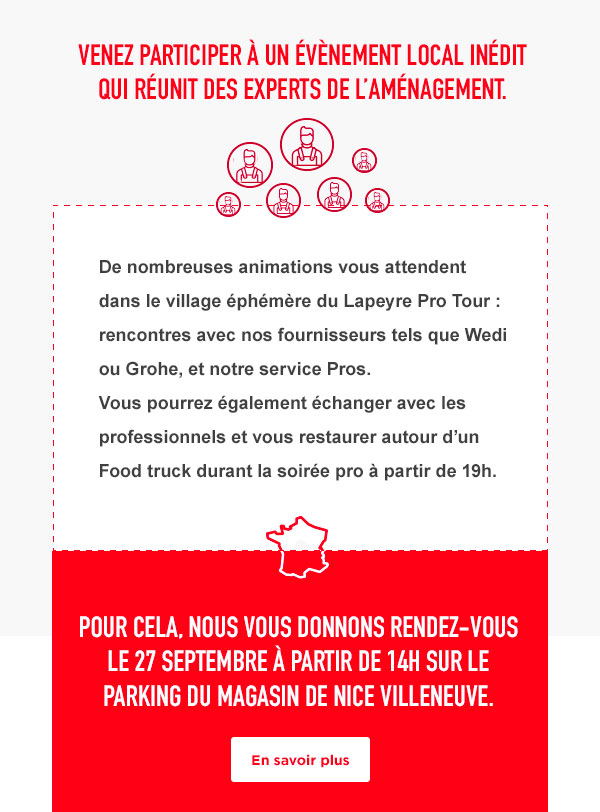 VENEZ PARTICIPER À UN ÉVÈNEMENT LOCAL INÉDIT
QUI RÉUNIT DES EXPERTS DE L'AMÉNAGEMENT.
De nombreuses animations vous attendent
dans le village éphémère du Lapeyre Pro Tour :
rencontres avec nos fournisseurs tels que Wedi
ou Grohe, et notre service Pros.
Vous pourrez également échanger avec les
professionnels et vous restaurer autour d'un
Food truck durant la soirée pro à partir de 19h.
POUR CELA, NOUS VOUS DONNONS RENDEZ-VOUS
LE 27 SEPTEMBRE À PARTIR DE 14H SUR LE
PARKING DU MAGASIN DE NICE VILLENEUVE.
En savoir plus